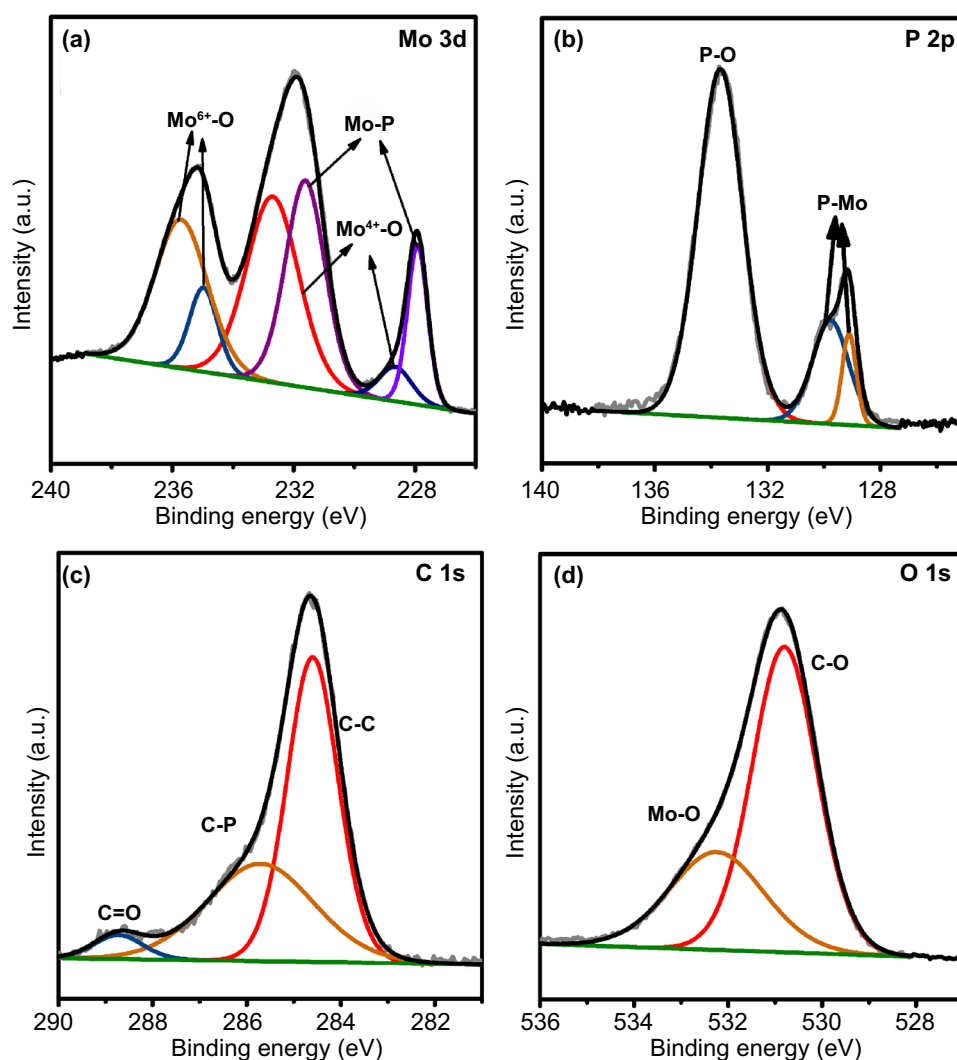 (a)
Mo 3d
Mo⁶⁺-O
Mo-P
Mo⁴⁺-O
Intensity (a.u.)
240 236 232 228
Binding energy (eV)
(b)
P 2p
P-O
P-Mo
Intensity (a.u.)
140 136 132 128
Binding energy (eV)
(c)
C 1s
C-C
C-P
C=O
Intensity (a.u.)
290 288 286 284 282
Binding energy (eV)
(d)
O 1s
C-O
Mo-O
Intensity (a.u.)
536 534 532 530 528
Binding energy (eV)